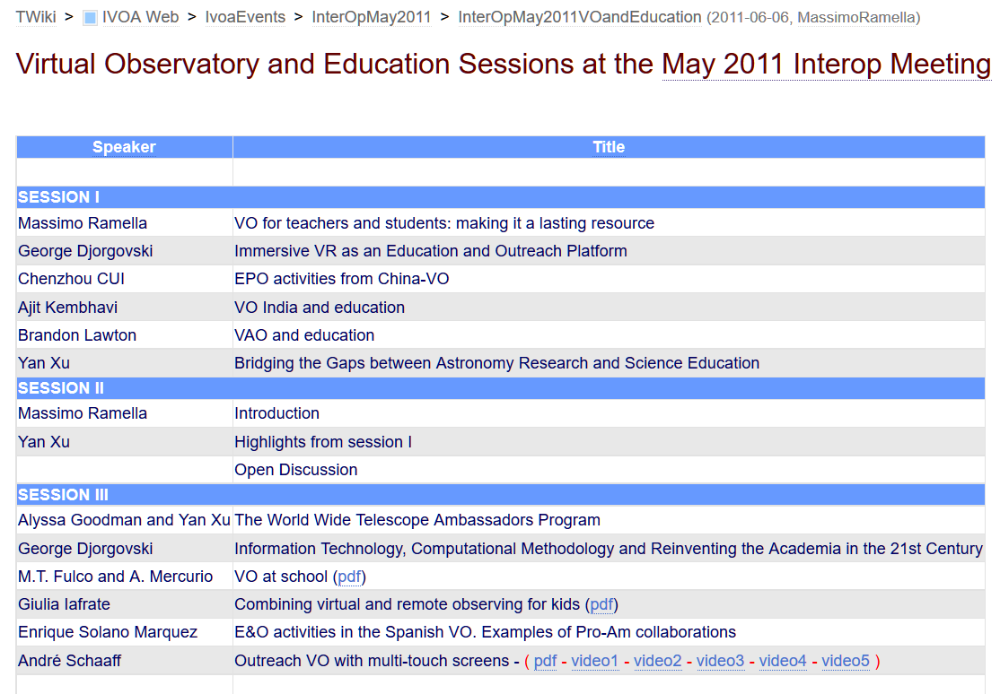 TWiki > IVOA Web > IvoaEvents > InterOpMay2011 > InterOpMay2011VOandEducation (2011-06-06, MassimoRamella)
Virtual Observatory and Education Sessions at the May 2011 Interop Meeting
Speaker Title
SESSION I
Massimo Ramella VO for teachers and students: making it a lasting resource
George Djorgovski Immersive VR as an Education and Outreach Platform
Chenzhou CUI EPO activities from China-VO
Ajit Kembhavi VO India and education
Brandon Lawton VAO and education
Yan Xu Bridging the Gaps between Astronomy Research and Science Education
SESSION II
Massimo Ramella Introduction
Yan Xu Highlights from session I
Open Discussion
SESSION III
Alyssa Goodman and Yan Xu The World Wide Telescope Ambassadors Program
George Djorgovski Information Technology, Computational Methodology and Reinventing the Academia in the 21st Century
M.T. Fulco and A. Mercurio VO at school (pdf)
Giulia Iafrate Combining virtual and remote observing for kids (pdf)
Enrique Solano Marquez E&O activities in the Spanish VO. Examples of Pro-Am collaborations
André Schaaff Outreach VO with multi-touch screens - ( pdf - video1 - video2 - video3 - video4 - video5 )